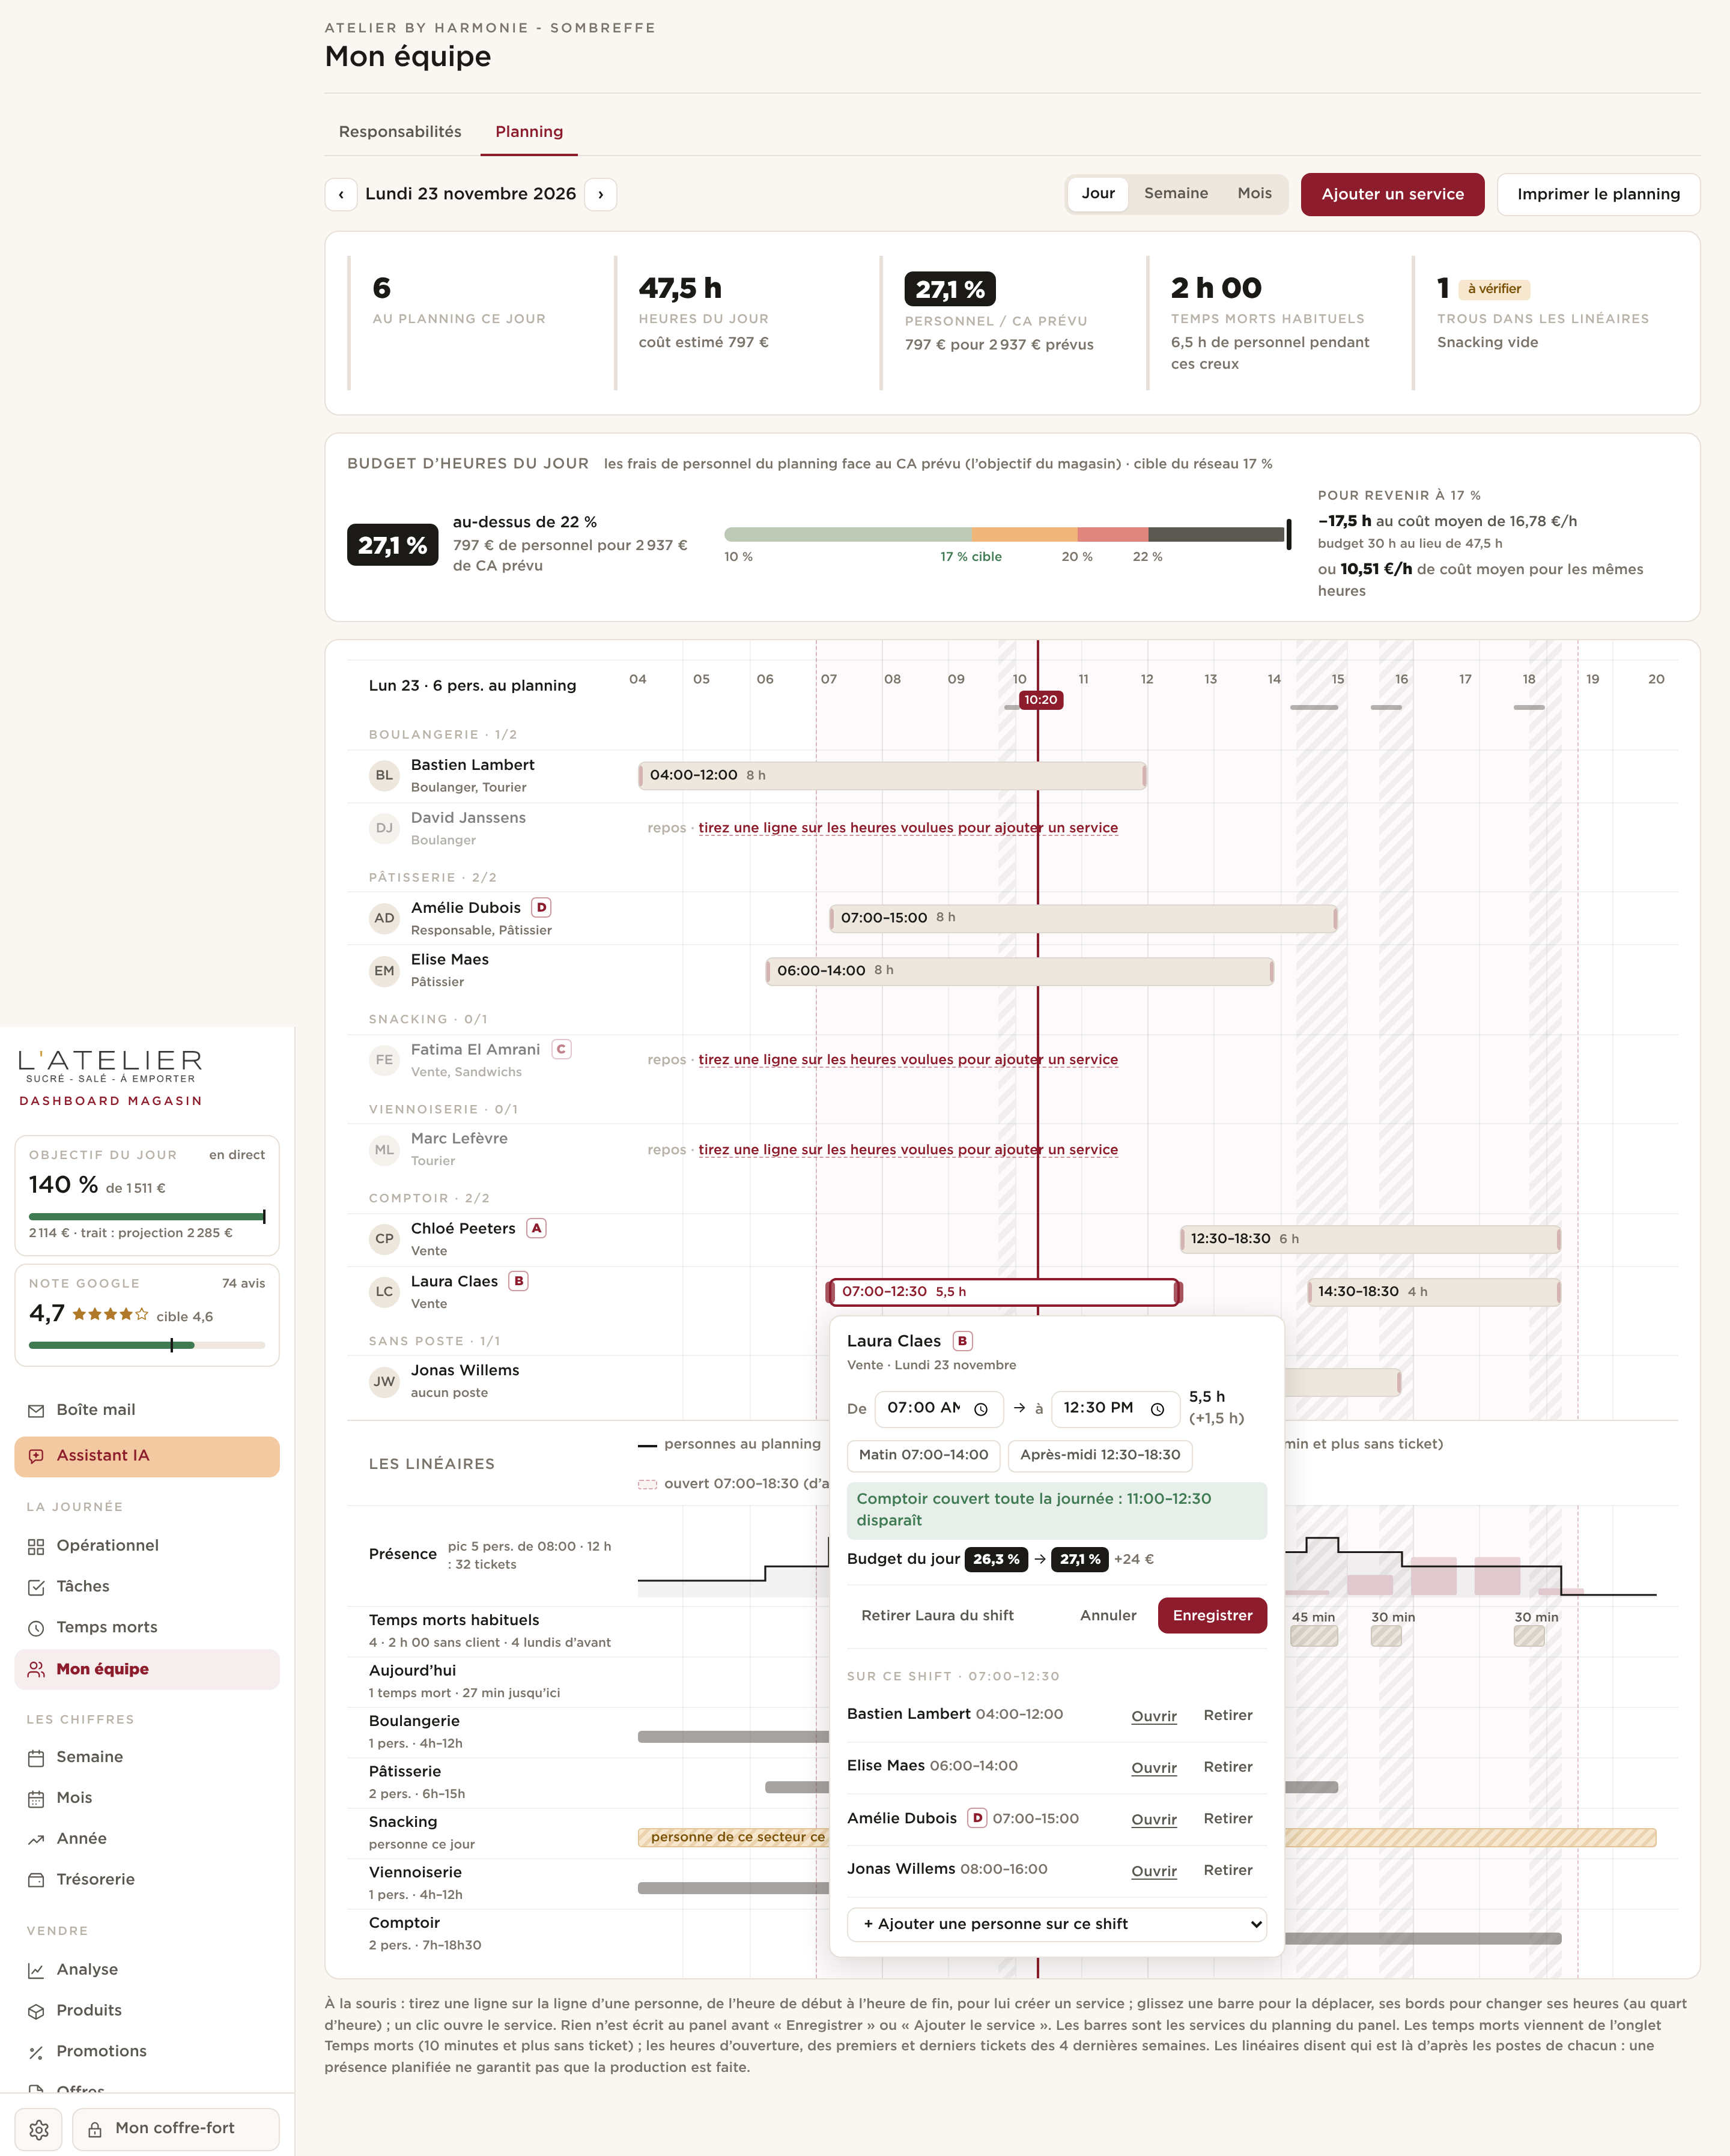 ATELIER BY HARMONIE - SOMBREFFE
Mon équipe
Responsabilités
Planning
‹ Lundi 23 novembre 2026 ›
Jour Semaine Mois
Ajouter un service
Imprimer le planning
6
AU PLANNING CE JOUR
47,5 h
HEURES DU JOUR
coût estimé 797 €
27,1 %
PERSONNEL / CA PRÉVU
797 € pour 2 937 € prévus
2 h 00
TEMPS MORTS HABITUELS
6,5 h de personnel pendant
ces creux
1 à vérifier
TROUS DANS LES LINÉAIRES
Snacking vide
BUDGET D’HEURES DU JOUR les frais de personnel du planning face au CA prévu (l’objectif du magasin) · cible du réseau 17 %
27,1 %
au-dessus de 22 %
797 € de personnel pour 2 937 €
de CA prévu
10 % 17 % cible 20 % 22 %
POUR REVENIR À 17 %
−17,5 h au coût moyen de 16,78 €/h
budget 30 h au lieu de 47,5 h
ou 10,51 €/h de coût moyen pour les mêmes
heures
Lun 23 · 6 pers. au planning
04 05 06 07 08 09 10 11 12 13 14 15 16 17 18 19 20
10:20
BOULANGERIE · 1/2
BL Bastien Lambert
Boulanger, Tourier
04:00–12:00 8 h
DJ David Janssens
Boulanger
repos · tirez une ligne sur les heures voulues pour ajouter un service
PÂTISSERIE · 2/2
AD Amélie Dubois D
Responsable, Pâtissier
07:00–15:00 8 h
EM Elise Maes
Pâtissier
06:00–14:00 8 h
SNACKING · 0/1
FE Fatima El Amrani C
Vente, Sandwichs
repos · tirez une ligne sur les heures voulues pour ajouter un service
VIENNOISERIE · 0/1
ML Marc Lefèvre
Tourier
repos · tirez une ligne sur les heures voulues pour ajouter un service
COMPTOIR · 2/2
CP Chloé Peeters A
Vente
12:30–18:30 6 h
LC Laura Claes B
Vente
07:00–12:30 5,5 h
14:30–18:30 4 h
SANS POSTE · 1/1
JW Jonas Willems
aucun poste
LES LINÉAIRES
personnes au planning
min et plus sans ticket)
ouvert 07:00–18:30 (d’a
Présence
pic 5 pers. de 08:00 · 12 h
: 32 tickets
Temps morts habituels
4 · 2 h 00 sans client · 4 lundis d’avant
45 min 30 min 30 min
Aujourd’hui
1 temps mort · 27 min jusqu’ici
Boulangerie
1 pers. · 4h–12h
Pâtisserie
2 pers. · 6h–15h
Snacking
personne ce jour
personne de ce secteur ce
Viennoiserie
1 pers. · 4h–12h
Comptoir
2 pers. · 7h–18h30
Laura Claes B
Vente · Lundi 23 novembre
De 07:00 AM → à 12:30 PM
5,5 h
(+1,5 h)
Matin 07:00–14:00
Après-midi 12:30–18:30
Comptoir couvert toute la journée : 11:00–12:30
disparaît
Budget du jour 26,3 % → 27,1 % +24 €
Retirer Laura du shift
Annuler
Enregistrer
SUR CE SHIFT · 07:00–12:30
Bastien Lambert 04:00–12:00 Ouvrir Retirer
Elise Maes 06:00–14:00 Ouvrir Retirer
Amélie Dubois D 07:00–15:00 Ouvrir Retirer
Jonas Willems 08:00–16:00 Ouvrir Retirer
+ Ajouter une personne sur ce shift
À la souris : tirez une ligne sur la ligne d’une personne, de l’heure de début à l’heure de fin, pour lui créer un service ; glissez une barre pour la déplacer, ses bords pour changer ses heures (au quart
d’heure) ; un clic ouvre le service. Rien n’est écrit au panel avant « Enregistrer » ou « Ajouter le service ». Les barres sont les services du planning du panel. Les temps morts viennent de l’onglet
Temps morts (10 minutes et plus sans ticket) ; les heures d’ouverture, des premiers et derniers tickets des 4 dernières semaines. Les linéaires disent qui est là d’après les postes de chacun : une
présence planifiée ne garantit pas que la production est faite.
L'ATELIER
SUCRÉ - SALÉ - À EMPORTER
DASHBOARD MAGASIN
OBJECTIF DU JOUR en direct
140 % de 1 511 €
2 114 € · trait : projection 2 285 €
NOTE GOOGLE 74 avis
4,7 ★★★★☆ cible 4,6
Boîte mail
Assistant IA
LA JOURNÉE
Opérationnel
Tâches
Temps morts
Mon équipe
LES CHIFFRES
Semaine
Mois
Année
Trésorerie
VENDRE
Analyse
Produits
Promotions
Offres
Mon coffre-fort